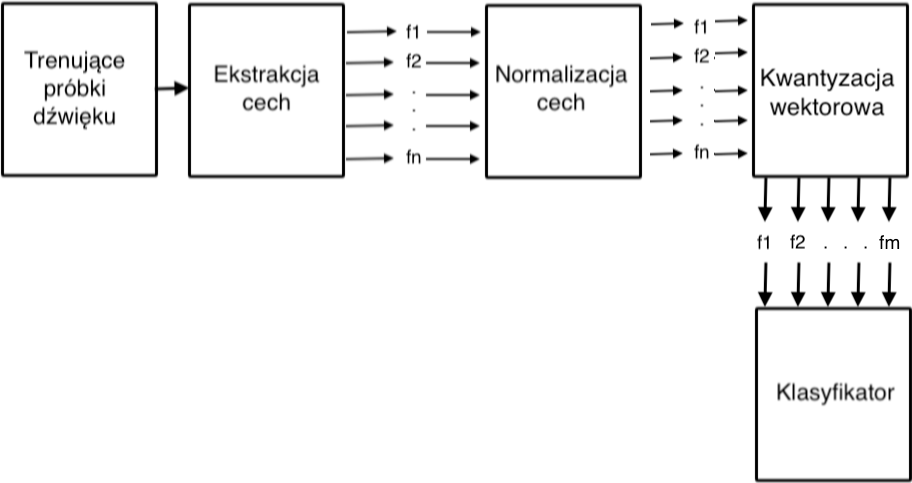 Trenujące
próbki
dźwięku
Ekstrakcja
cech
f1
f2
.
.
.
fn
Normalizacja
cech
f1
f2
.
.
.
fn
Kwantyzacja
wektorowa
f1 f2 . . . fm
Klasyfikator